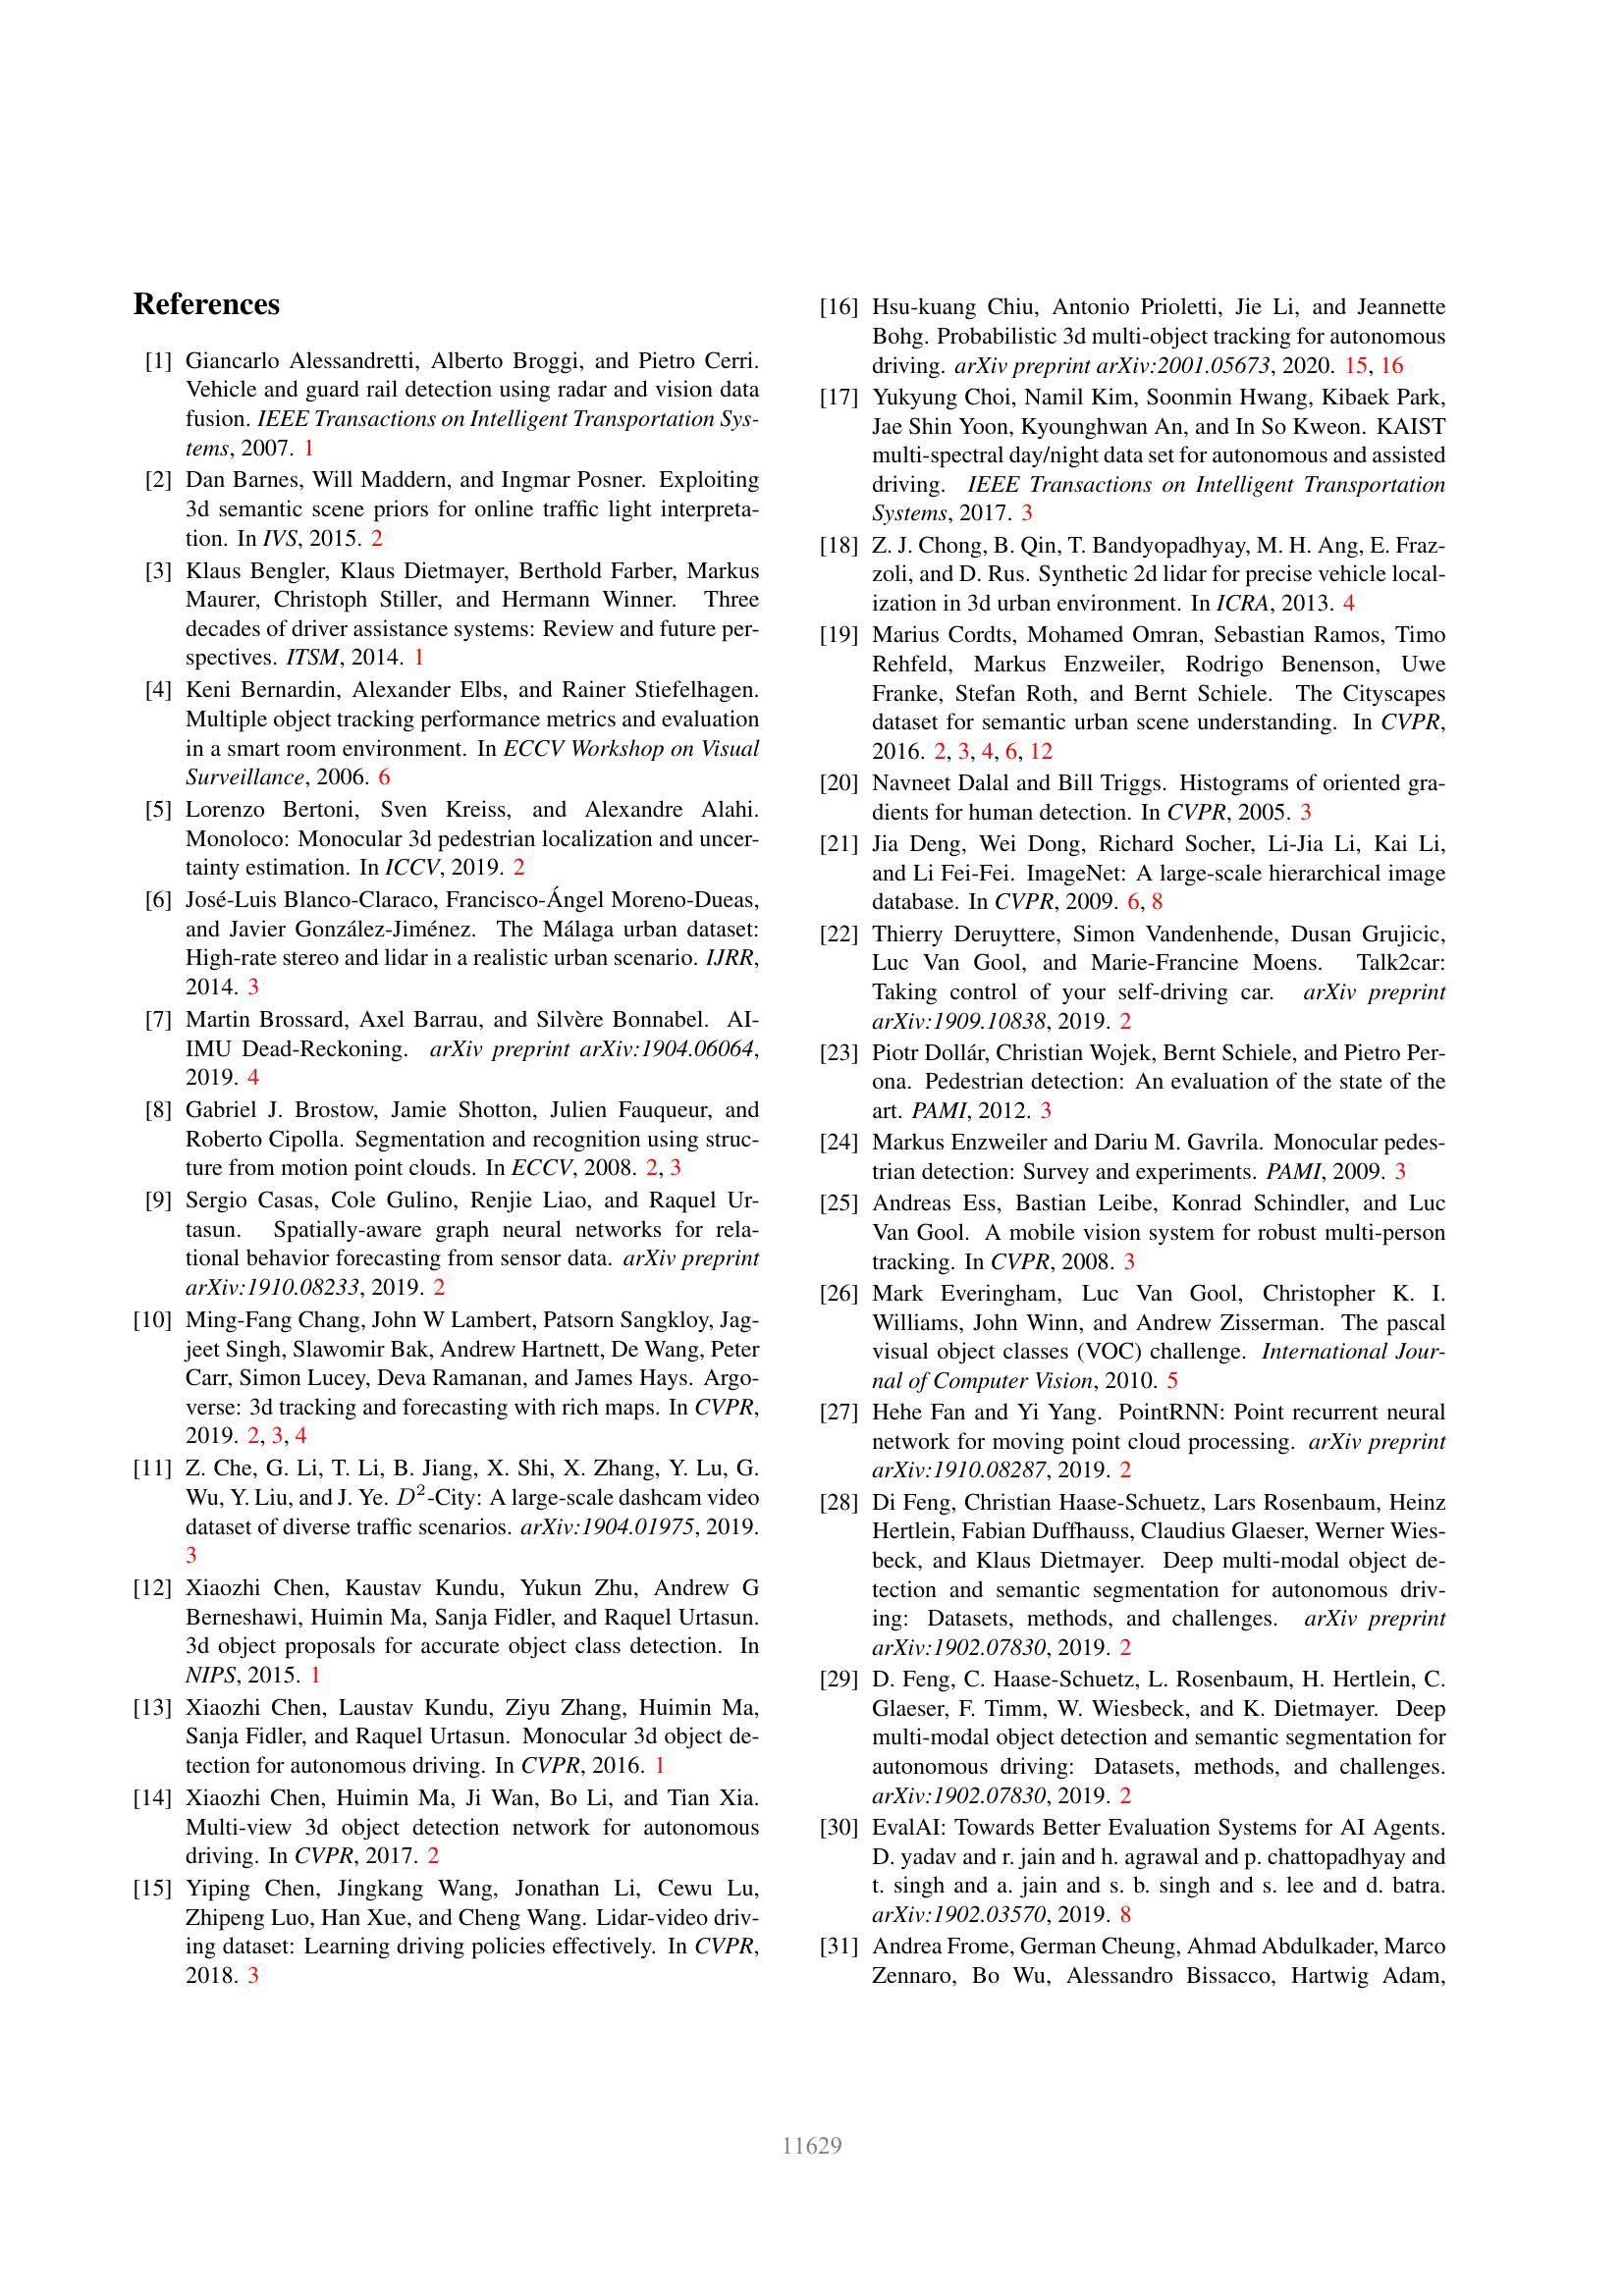 References
[1] Giancarlo Alessandretti, Alberto Broggi, and Pietro Cerri.
Vehicle and guard rail detection using radar and vision data
fusion. IEEE Transactions on Intelligent Transportation Sys-
tems, 2007. 1
[2] Dan Barnes, Will Maddern, and Ingmar Posner. Exploiting
3d semantic scene priors for online traffic light interpreta-
tion. In IVS, 2015. 2
[3] Klaus Bengler, Klaus Dietmayer, Berthold Farber, Markus
Maurer, Christoph Stiller, and Hermann Winner. Three
decades of driver assistance systems: Review and future per-
spectives. ITSM, 2014. 1
[4] Keni Bernardin, Alexander Elbs, and Rainer Stiefelhagen.
Multiple object tracking performance metrics and evaluation
in a smart room environment. In ECCV Workshop on Visual
Surveillance, 2006. 6
[5] Lorenzo Bertoni, Sven Kreiss, and Alexandre Alahi.
Monoloco: Monocular 3d pedestrian localization and uncer-
tainty estimation. In ICCV, 2019. 2
[6] José-Luis Blanco-Claraco, Francisco-Ángel Moreno-Dueas,
and Javier González-Jiménez. The Málaga urban dataset:
High-rate stereo and lidar in a realistic urban scenario. IJRR,
2014. 3
[7] Martin Brossard, Axel Barrau, and Silvère Bonnabel. AI-
IMU Dead-Reckoning. arXiv preprint arXiv:1904.06064,
2019. 4
[8] Gabriel J. Brostow, Jamie Shotton, Julien Fauqueur, and
Roberto Cipolla. Segmentation and recognition using struc-
ture from motion point clouds. In ECCV, 2008. 2, 3
[9] Sergio Casas, Cole Gulino, Renjie Liao, and Raquel Ur-
tasun. Spatially-aware graph neural networks for rela-
tional behavior forecasting from sensor data. arXiv preprint
arXiv:1910.08233, 2019. 2
[10] Ming-Fang Chang, John W Lambert, Patsorn Sangkloy, Jag-
jeet Singh, Slawomir Bak, Andrew Hartnett, De Wang, Peter
Carr, Simon Lucey, Deva Ramanan, and James Hays. Argo-
verse: 3d tracking and forecasting with rich maps. In CVPR,
2019. 2, 3, 4
[11] Z. Che, G. Li, T. Li, B. Jiang, X. Shi, X. Zhang, Y. Lu, G.
Wu, Y. Liu, and J. Ye. D²-City: A large-scale dashcam video
dataset of diverse traffic scenarios. arXiv:1904.01975, 2019.
3
[12] Xiaozhi Chen, Kaustav Kundu, Yukun Zhu, Andrew G
Berneshawi, Huimin Ma, Sanja Fidler, and Raquel Urtasun.
3d object proposals for accurate object class detection. In
NIPS, 2015. 1
[13] Xiaozhi Chen, Laustav Kundu, Ziyu Zhang, Huimin Ma,
Sanja Fidler, and Raquel Urtasun. Monocular 3d object de-
tection for autonomous driving. In CVPR, 2016. 1
[14] Xiaozhi Chen, Huimin Ma, Ji Wan, Bo Li, and Tian Xia.
Multi-view 3d object detection network for autonomous
driving. In CVPR, 2017. 2
[15] Yiping Chen, Jingkang Wang, Jonathan Li, Cewu Lu,
Zhipeng Luo, Han Xue, and Cheng Wang. Lidar-video driv-
ing dataset: Learning driving policies effectively. In CVPR,
2018. 3
[16] Hsu-kuang Chiu, Antonio Prioletti, Jie Li, and Jeannette
Bohg. Probabilistic 3d multi-object tracking for autonomous
driving. arXiv preprint arXiv:2001.05673, 2020. 15, 16
[17] Yukyung Choi, Namil Kim, Soonmin Hwang, Kibaek Park,
Jae Shin Yoon, Kyounghwan An, and In So Kweon. KAIST
multi-spectral day/night data set for autonomous and assisted
driving. IEEE Transactions on Intelligent Transportation
Systems, 2017. 3
[18] Z. J. Chong, B. Qin, T. Bandyopadhyay, M. H. Ang, E. Fraz-
zoli, and D. Rus. Synthetic 2d lidar for precise vehicle local-
ization in 3d urban environment. In ICRA, 2013. 4
[19] Marius Cordts, Mohamed Omran, Sebastian Ramos, Timo
Rehfeld, Markus Enzweiler, Rodrigo Benenson, Uwe
Franke, Stefan Roth, and Bernt Schiele. The Cityscapes
dataset for semantic urban scene understanding. In CVPR,
2016. 2, 3, 4, 6, 12
[20] Navneet Dalal and Bill Triggs. Histograms of oriented gra-
dients for human detection. In CVPR, 2005. 3
[21] Jia Deng, Wei Dong, Richard Socher, Li-Jia Li, Kai Li,
and Li Fei-Fei. ImageNet: A large-scale hierarchical image
database. In CVPR, 2009. 6, 8
[22] Thierry Deruyttere, Simon Vandenhende, Dusan Grujicic,
Luc Van Gool, and Marie-Francine Moens. Talk2car:
Taking control of your self-driving car. arXiv preprint
arXiv:1909.10838, 2019. 2
[23] Piotr Dollár, Christian Wojek, Bernt Schiele, and Pietro Per-
ona. Pedestrian detection: An evaluation of the state of the
art. PAMI, 2012. 3
[24] Markus Enzweiler and Dariu M. Gavrila. Monocular pedes-
trian detection: Survey and experiments. PAMI, 2009. 3
[25] Andreas Ess, Bastian Leibe, Konrad Schindler, and Luc
Van Gool. A mobile vision system for robust multi-person
tracking. In CVPR, 2008. 3
[26] Mark Everingham, Luc Van Gool, Christopher K. I.
Williams, John Winn, and Andrew Zisserman. The pascal
visual object classes (VOC) challenge. International Jour-
nal of Computer Vision, 2010. 5
[27] Hehe Fan and Yi Yang. PointRNN: Point recurrent neural
network for moving point cloud processing. arXiv preprint
arXiv:1910.08287, 2019. 2
[28] Di Feng, Christian Haase-Schuetz, Lars Rosenbaum, Heinz
Hertlein, Fabian Duffhauss, Claudius Glaeser, Werner Wies-
beck, and Klaus Dietmayer. Deep multi-modal object de-
tection and semantic segmentation for autonomous driv-
ing: Datasets, methods, and challenges. arXiv preprint
arXiv:1902.07830, 2019. 2
[29] D. Feng, C. Haase-Schuetz, L. Rosenbaum, H. Hertlein, C.
Glaeser, F. Timm, W. Wiesbeck, and K. Dietmayer. Deep
multi-modal object detection and semantic segmentation for
autonomous driving: Datasets, methods, and challenges.
arXiv:1902.07830, 2019. 2
[30] EvalAI: Towards Better Evaluation Systems for AI Agents.
D. yadav and r. jain and h. agrawal and p. chattopadhyay and
t. singh and a. jain and s. b. singh and s. lee and d. batra.
arXiv:1902.03570, 2019. 8
[31] Andrea Frome, German Cheung, Ahmad Abdulkader, Marco
Zennaro, Bo Wu, Alessandro Bissacco, Hartwig Adam,
11629